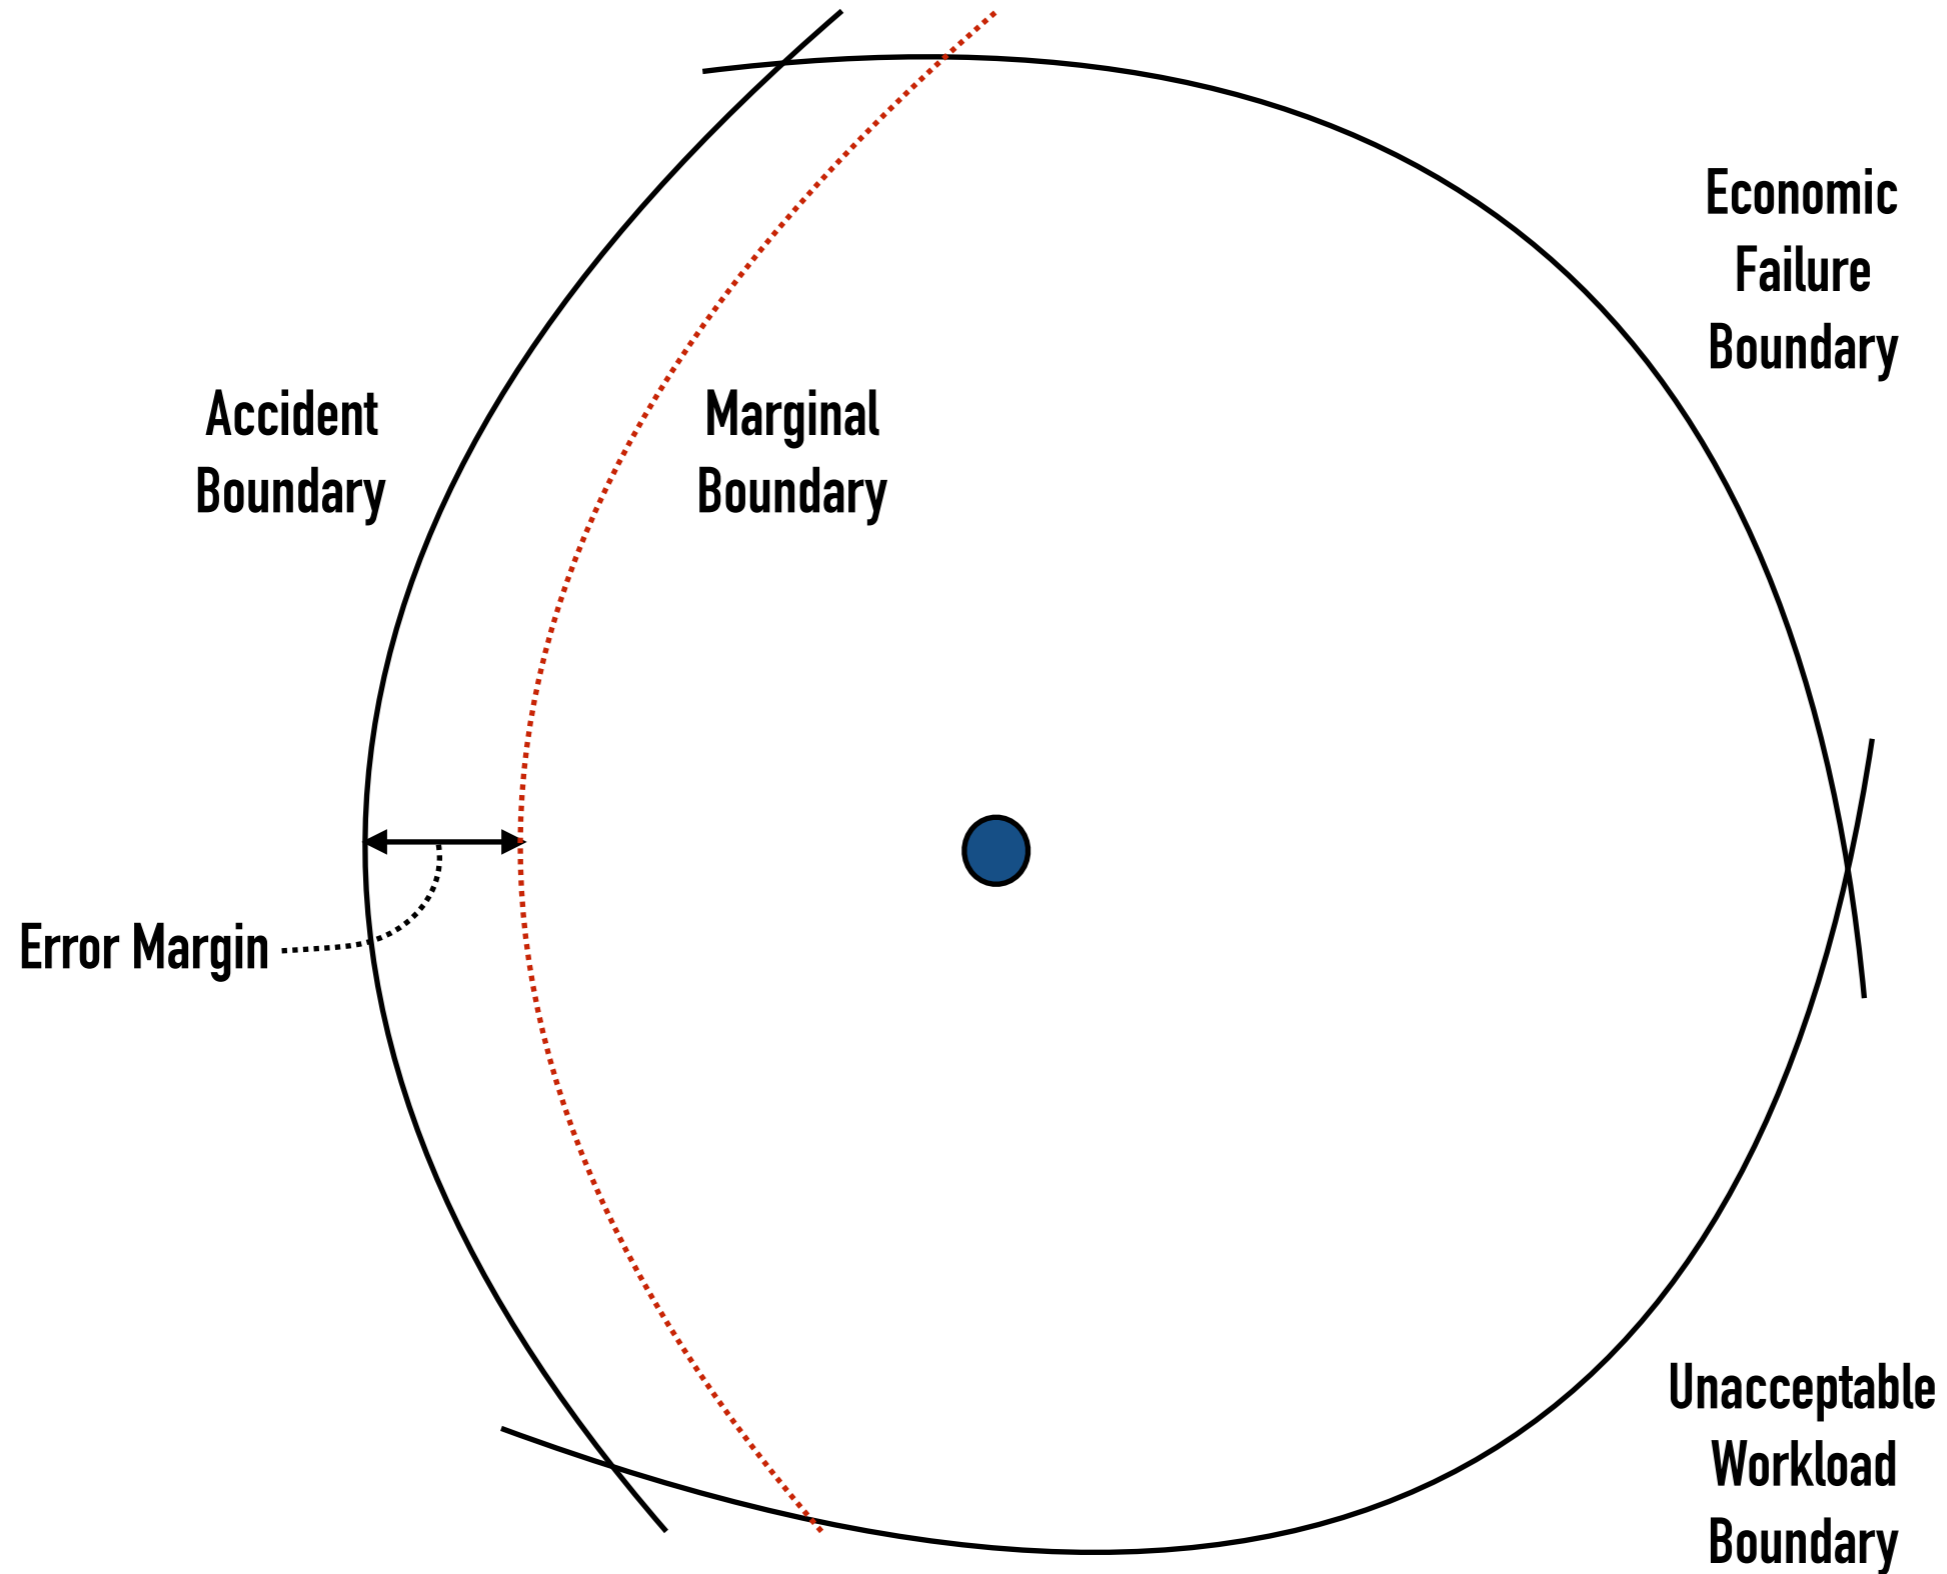 Economic
Failure
Boundary
Accident
Boundary
Marginal
Boundary
Error Margin
Unacceptable
Workload
Boundary